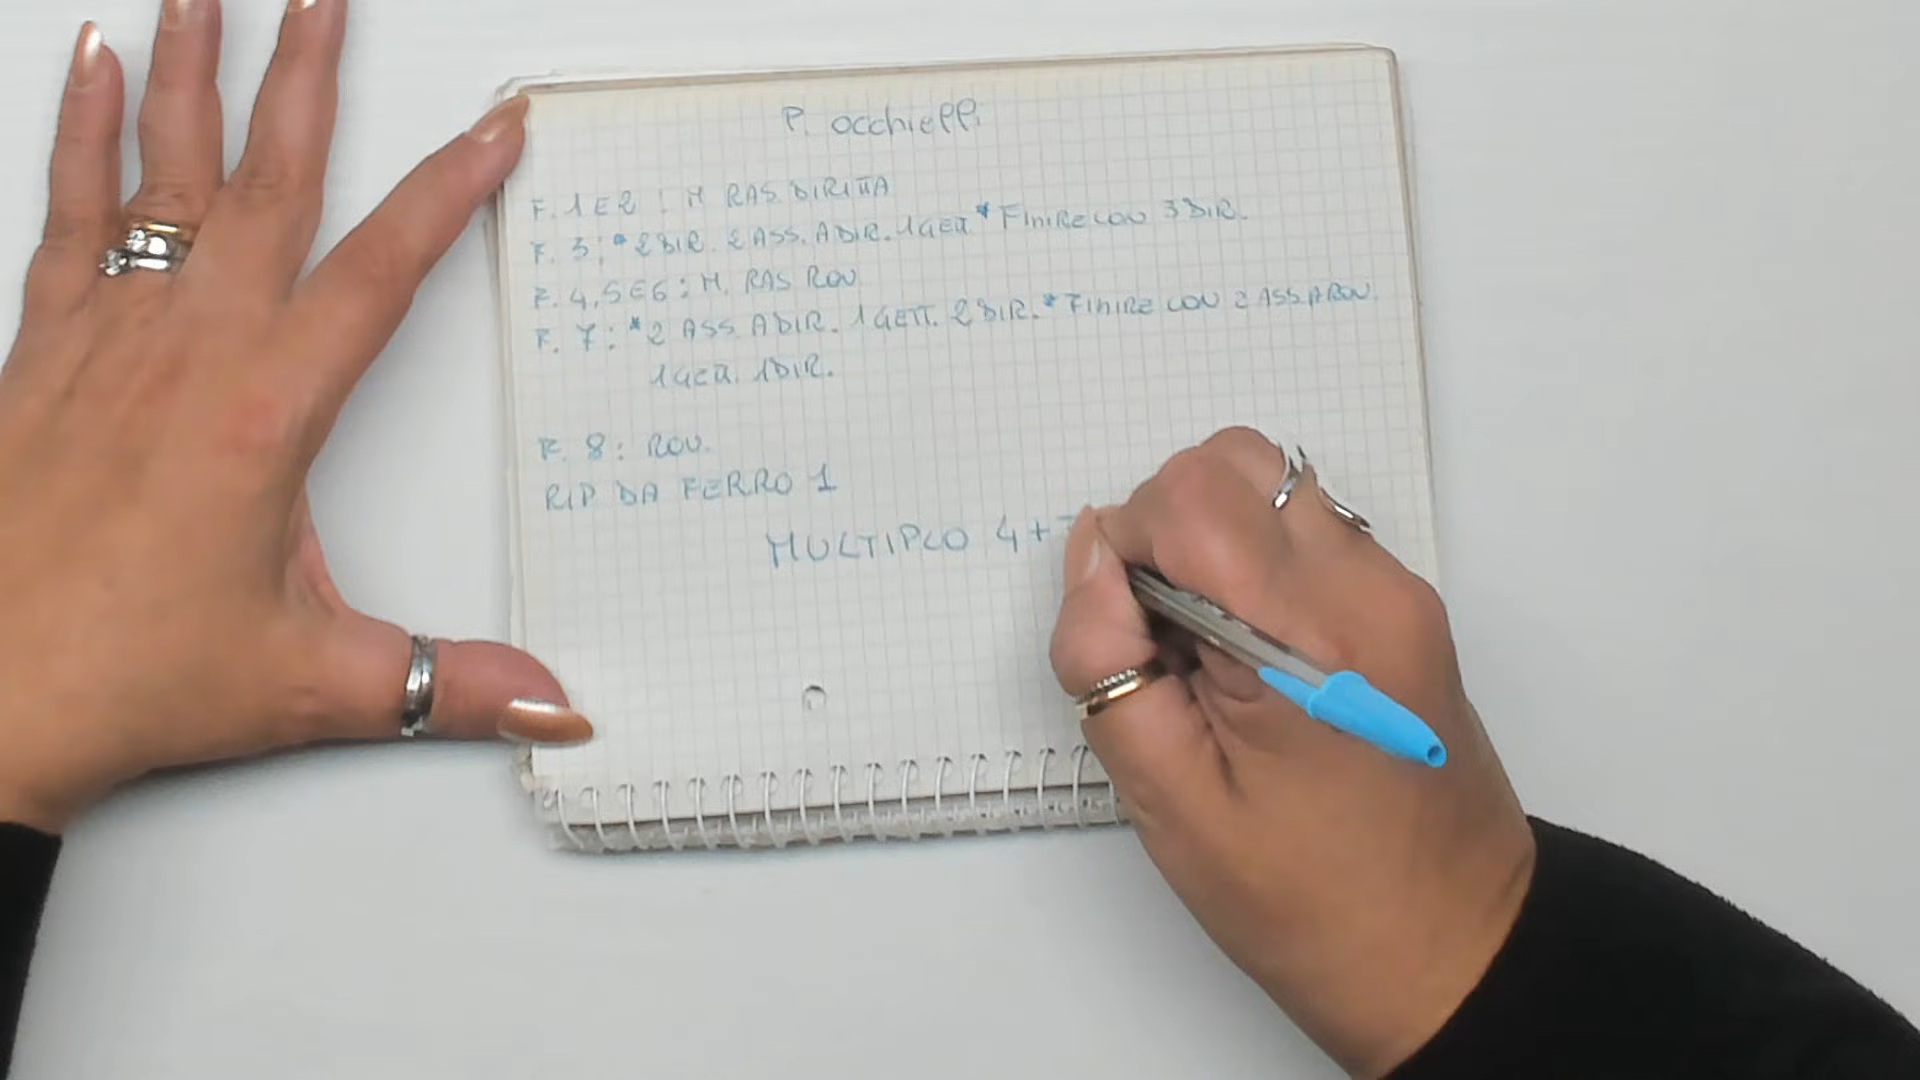 P. occhielli
F. 1 E 2 : M RAS. DIRITTA
F. 3 : * 2 DIR. 2 ASS. A DIR. 1 GETT. * FINIRE CON 3 DIR.
F. 4, 5 E 6 : M. RAS ROV
F. 7 : * 2 ASS A DIR. 1 GETT. 2 DIR. * FINIRE CON 2 ASS A ROV.
1 GETT. 1 DIR.
F. 8 : ROV.
RIP DA FERRO 1
MULTIPLO 4 +